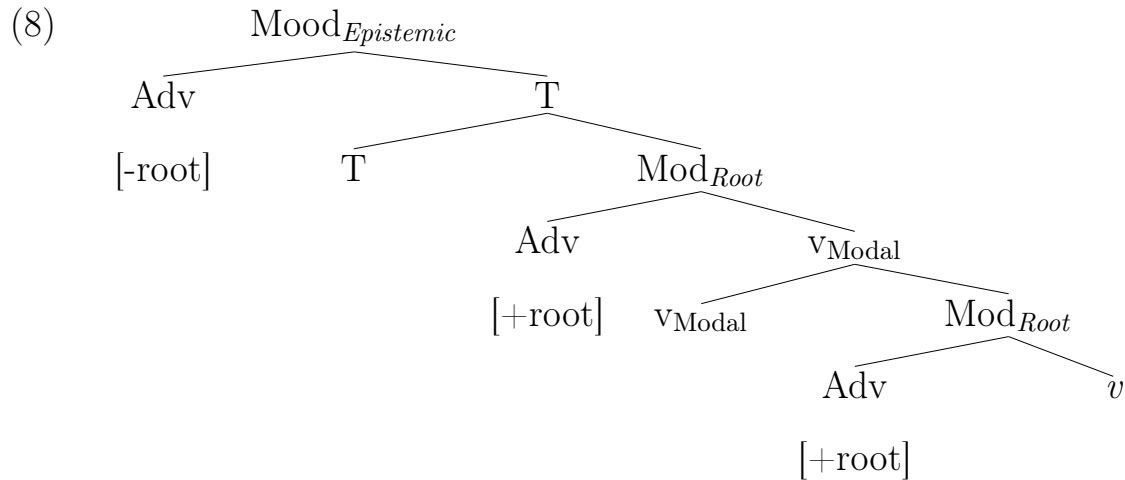 (8) Mood_Epistemic
Adv T
[-root] T Mod_Root
Adv v_Modal
[+root] v_Modal Mod_Root
Adv v
[+root]